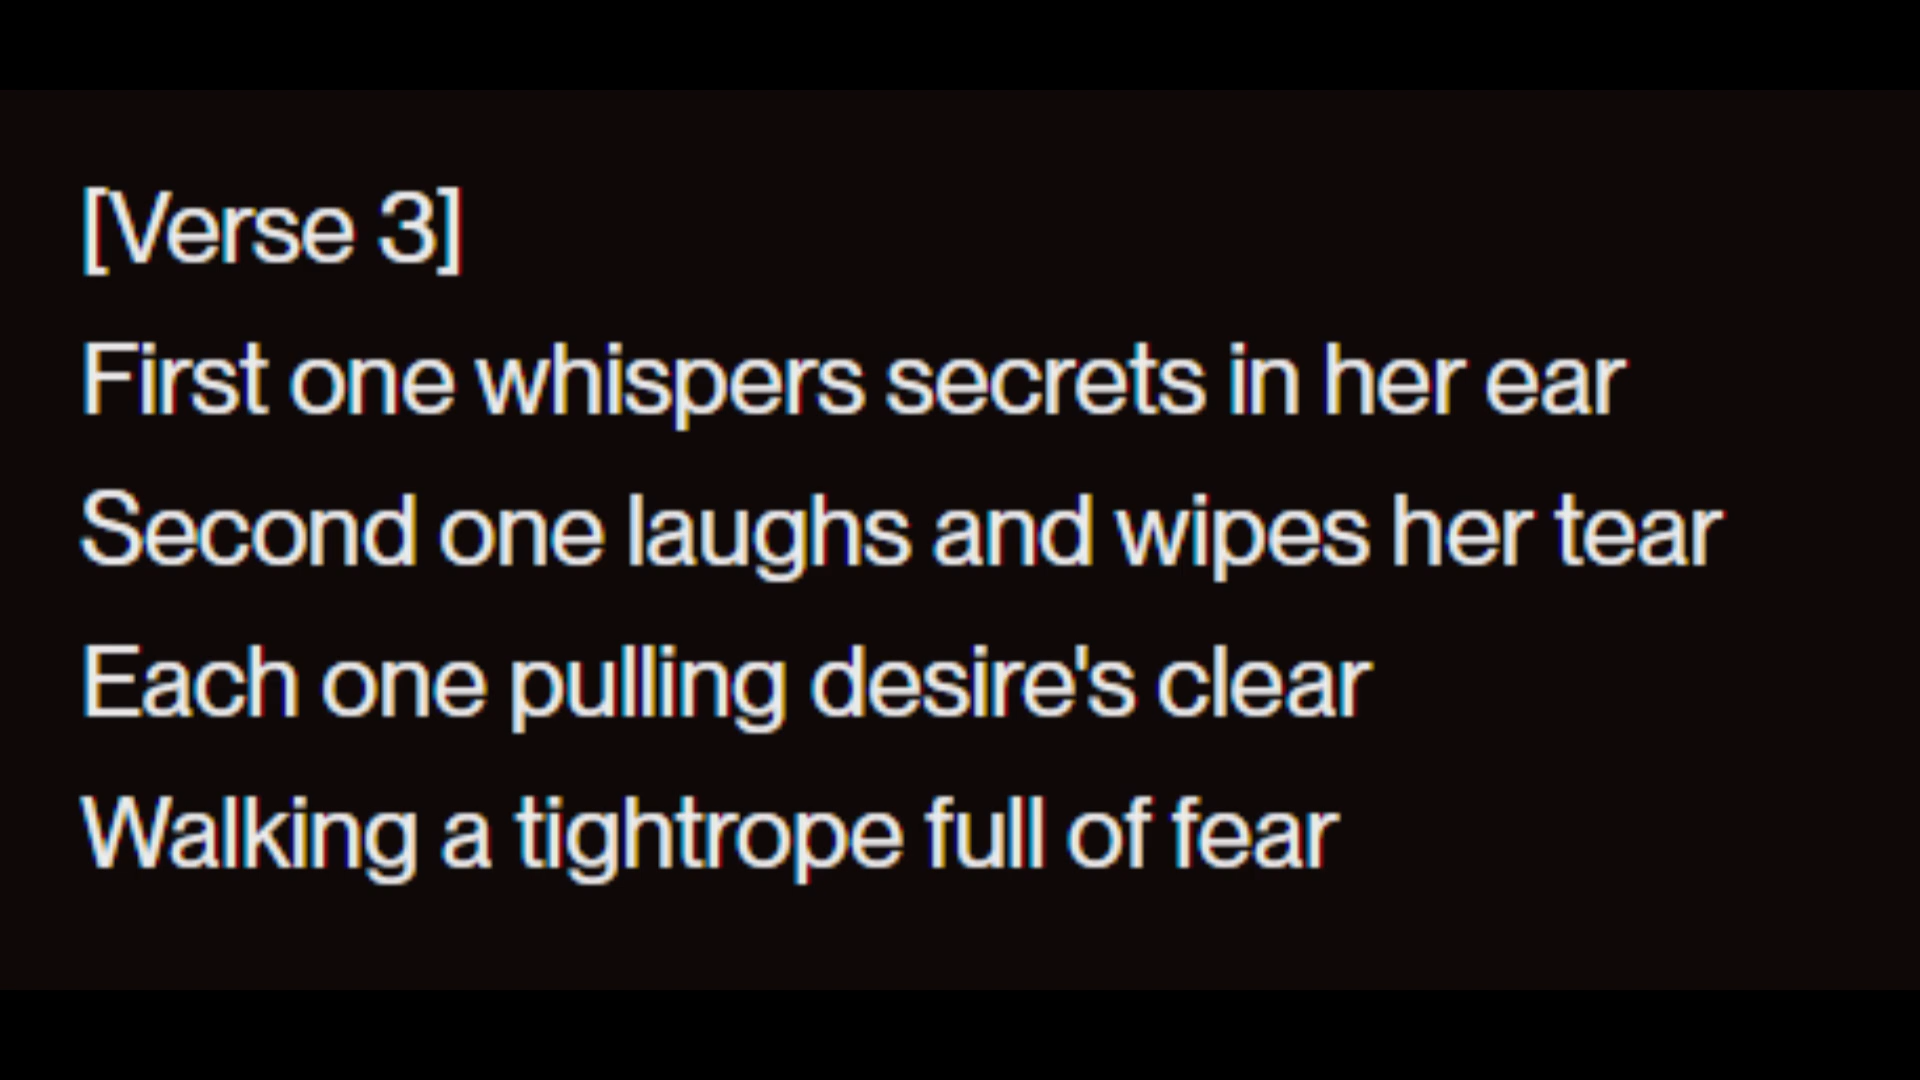 [Verse 3]
First one whispers secrets in her ear
Second one laughs and wipes her tear
Each one pulling desire's clear
Walking a tightrope full of fear